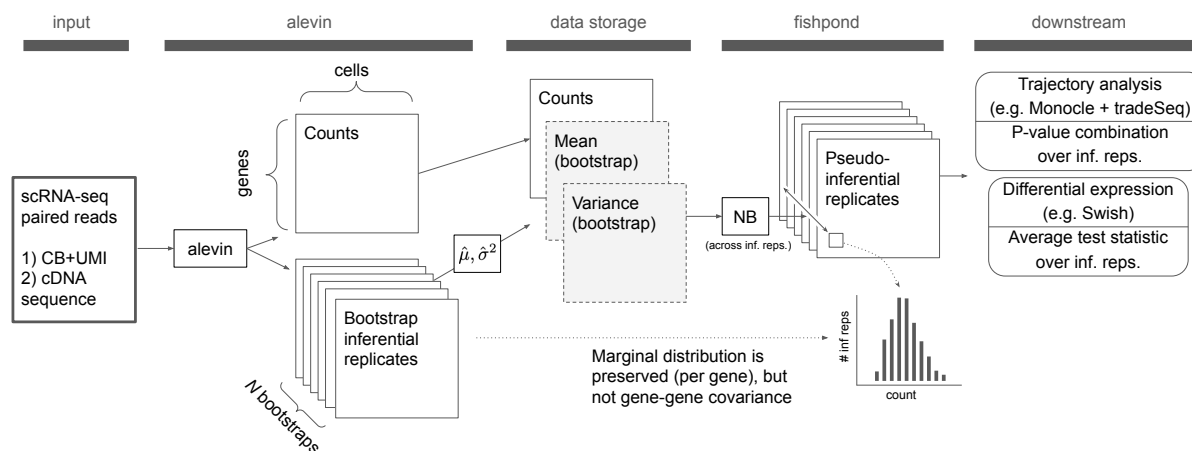 input
alevin
data storage
fishpond
downstream
scRNA-seq
paired reads
1) CB+UMI
2) cDNA
sequence
alevin
cells
genes
Counts
Bootstrap
inferential
replicates
N bootstraps
μ̂, σ̂²
Counts
Mean
(bootstrap)
Variance
(bootstrap)
NB
(across inf. reps.)
Pseudo-
inferential
replicates
Marginal distribution is
preserved (per gene), but
not gene-gene covariance
# inf reps
count
Trajectory analysis
(e.g. Monocle + tradeSeq)
P-value combination
over inf. reps.
Differential expression
(e.g. Swish)
Average test statistic
over inf. reps.